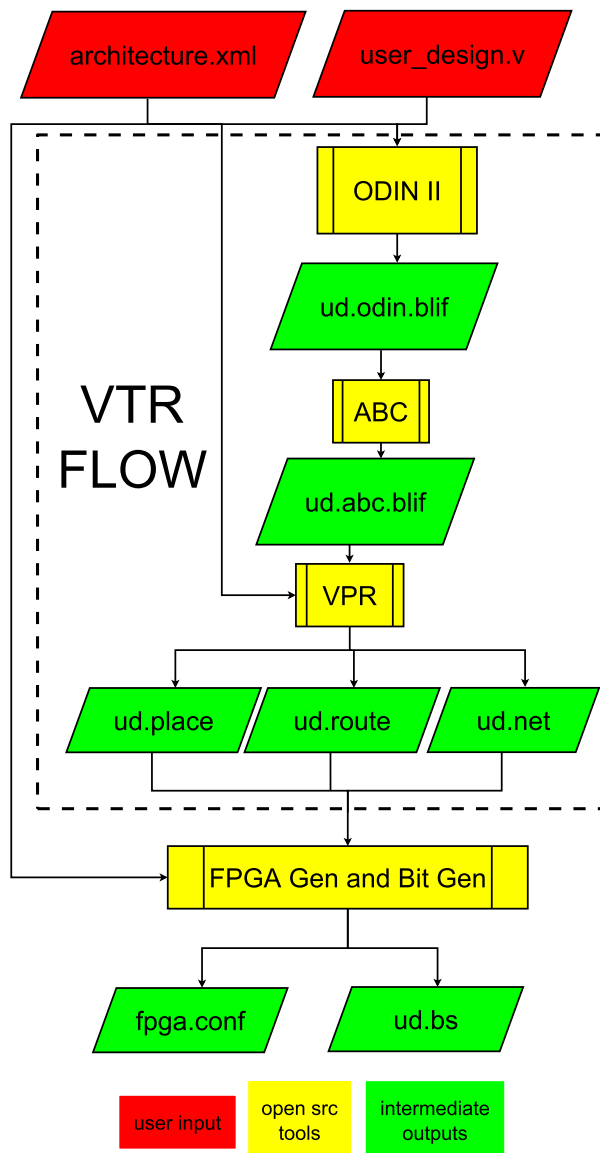 architecture.xml
user_design.v
ODIN II
ud.odin.blif
VTR
FLOW
ABC
ud.abc.blif
VPR
ud.place
ud.route
ud.net
FPGA Gen and Bit Gen
fpga.conf
ud.bs
user input
open src
tools
intermediate
outputs